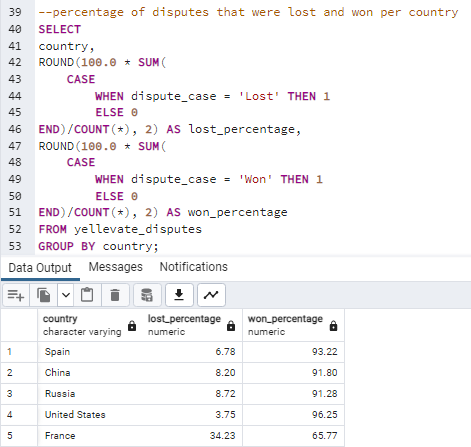 39 --percentage of disputes that were lost and won per country
40 SELECT
41 country,
42 ROUND(100.0 * SUM(
43 CASE
44 WHEN dispute_case = 'Lost' THEN 1
45 ELSE 0
46 END)/COUNT(*), 2) AS lost_percentage,
47 ROUND(100.0 * SUM(
48 CASE
49 WHEN dispute_case = 'Won' THEN 1
50 ELSE 0
51 END)/COUNT(*), 2) AS won_percentage
52 FROM yellevate_disputes
53 GROUP BY country;
Data Output Messages Notifications
country lost_percentage won_percentage
character varying numeric numeric
1 Spain 6.78 93.22
2 China 8.20 91.80
3 Russia 8.72 91.28
4 United States 3.75 96.25
5 France 34.23 65.77